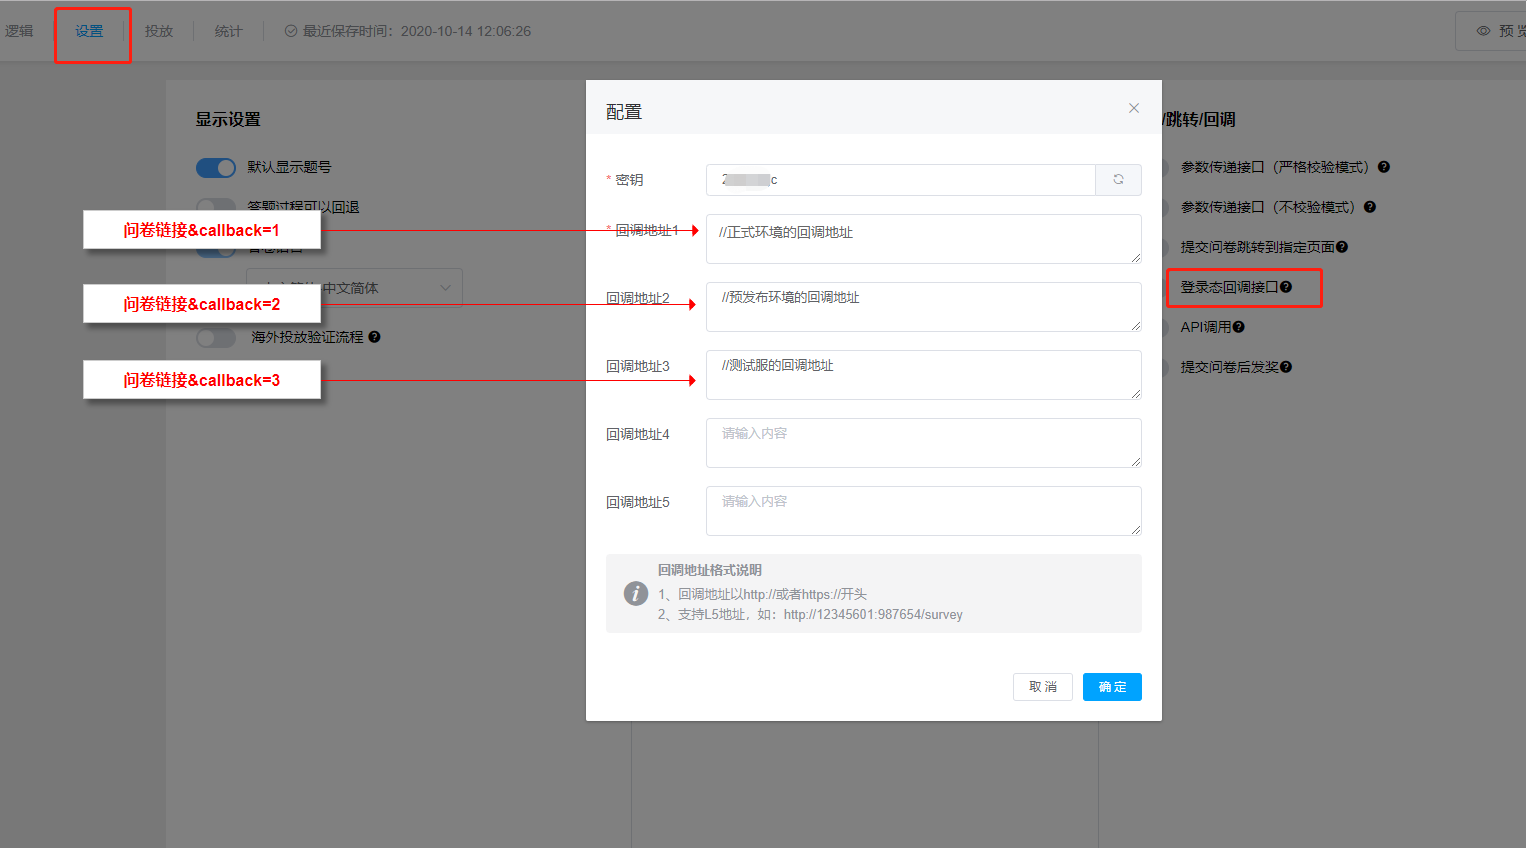 逻辑
设置
投放
统计
最近保存时间：2020-10-14 12:06:26
预 览
显示设置
默认显示题号
答题过程可以回退
问卷链接&callback=1
中文简体
问卷链接&callback=2
海外投放验证流程
问卷链接&callback=3
配置
* 密钥
* 回调地址1
//正式环境的回调地址
回调地址2
//预发布环境的回调地址
回调地址3
//测试服的回调地址
回调地址4
请输入内容
回调地址5
请输入内容
回调地址格式说明
1、回调地址以http://或者https://开头
2、支持L5地址，如：http://12345601:987654/survey
取 消
确 定
/跳转/回调
参数传递接口（严格校验模式）
参数传递接口（不校验模式）
提交问卷跳转到指定页面
登录态回调接口
API调用
提交问卷后发奖